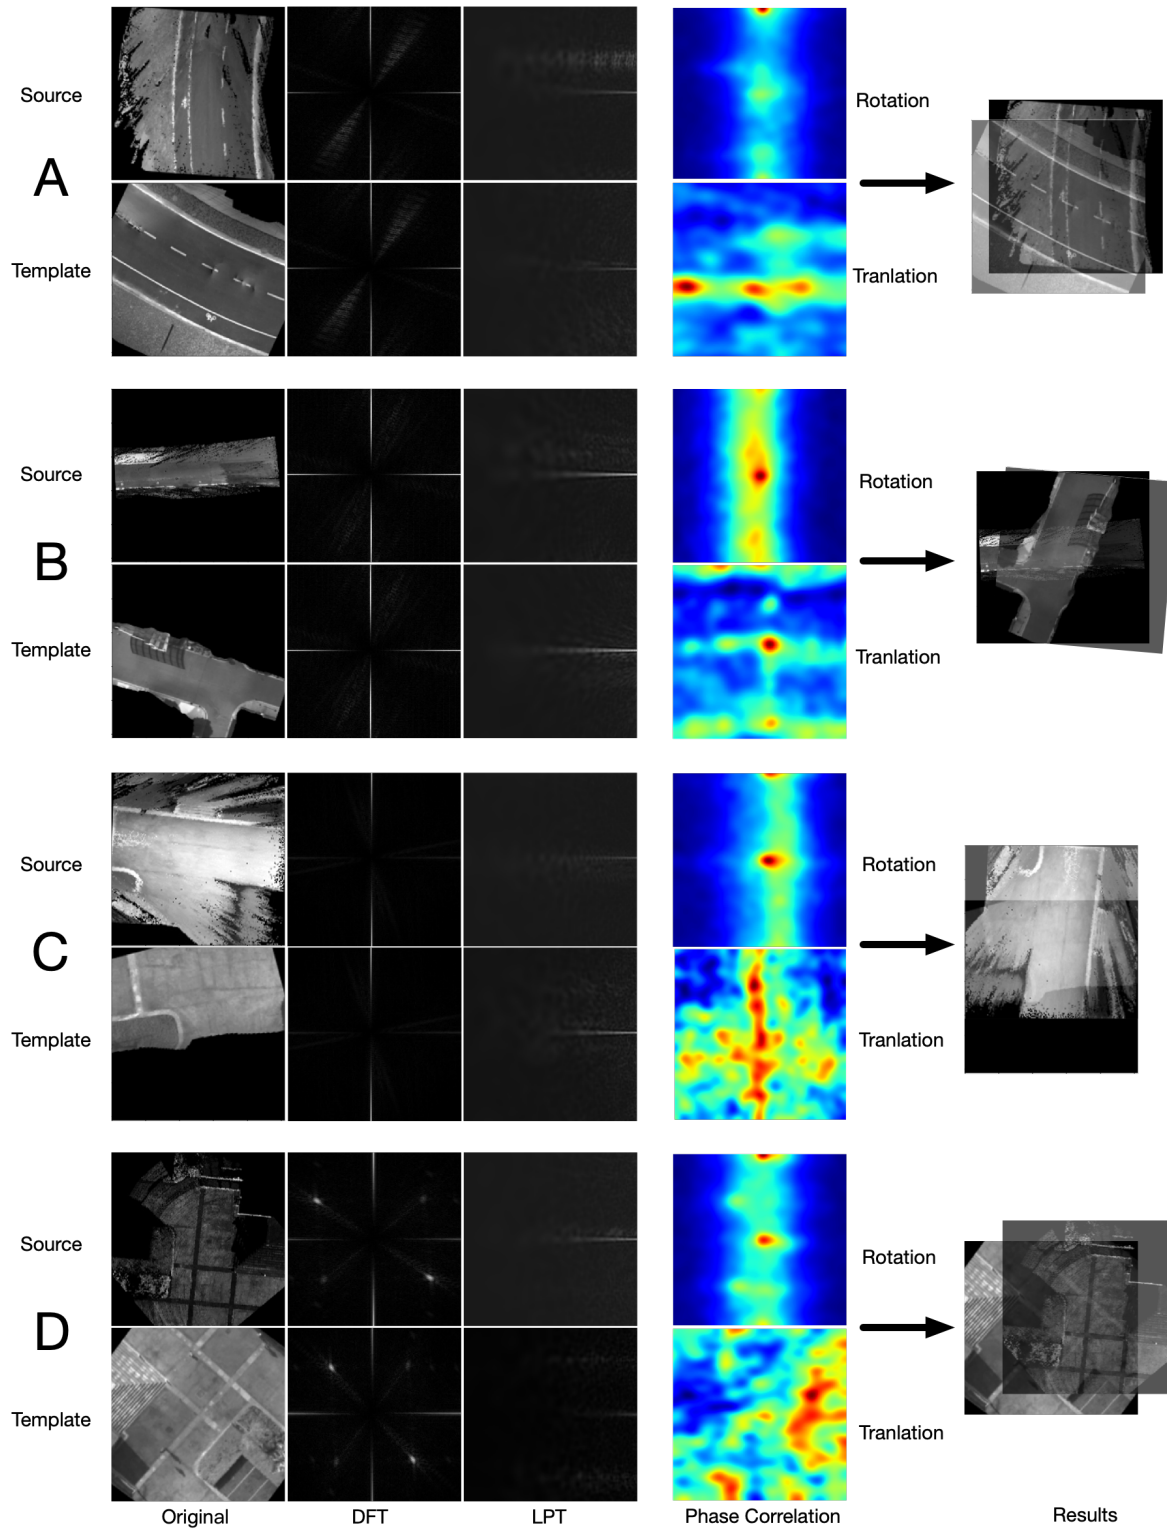 Source
Rotation
A
Template
Tranlation
Source
Rotation
B
Template
Tranlation
Source
Rotation
C
Template
Tranlation
Source
Rotation
D
Template
Tranlation
Original DFT LPT Phase Correlation Results